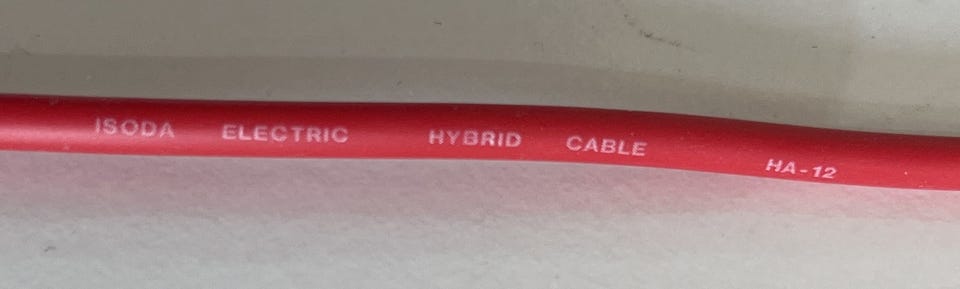 ISODA ELECTRIC HYBRID CABLE HA-12